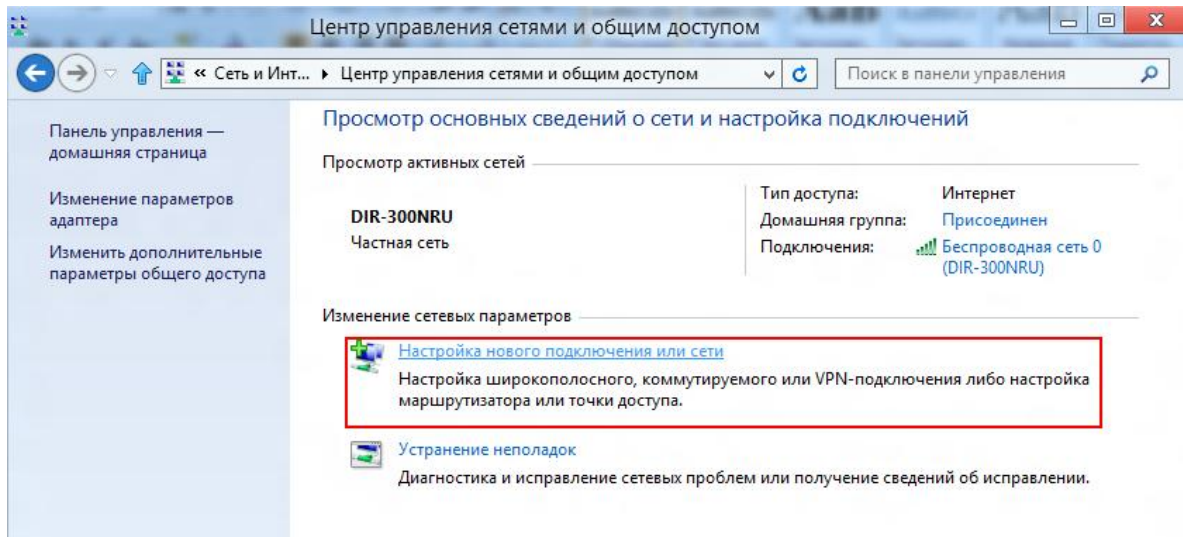 Центр управления сетями и общим доступом
« Сеть и Инт... ▸ Центр управления сетями и общим доступом
Поиск в панели управления
Панель управления —
домашняя страница
Изменение параметров
адаптера
Изменить дополнительные
параметры общего доступа
Просмотр основных сведений о сети и настройка подключений
Просмотр активных сетей
DIR-300NRU
Частная сеть
Тип доступа: Интернет
Домашняя группа: Присоединен
Подключения: Беспроводная сеть 0
(DIR-300NRU)
Изменение сетевых параметров
Настройка нового подключения или сети
Настройка широкополосного, коммутируемого или VPN-подключения либо настройка
маршрутизатора или точки доступа.
Устранение неполадок
Диагностика и исправление сетевых проблем или получение сведений об исправлении.